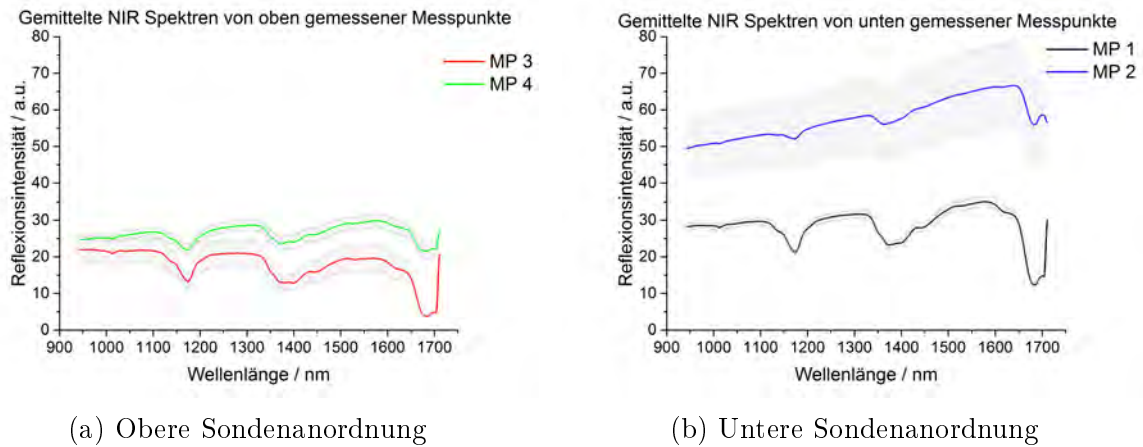 Gemittelte NIR Spektren von oben gemessener Messpunkte
80
70
60
50
40
30
20
10
0
Reflexionsintensität / a.u.
MP 3
MP 4
900 1000 1100 1200 1300 1400 1500 1600 1700
Wellenlänge / nm
(a) Obere Sondenanordnung
Gemittelte NIR Spektren von unten gemessener Messpunkte
80
70
60
50
40
30
20
10
0
Reflexionsintensität / a.u.
MP 1
MP 2
900 1000 1100 1200 1300 1400 1500 1600 1700
Wellenlänge / nm
(b) Untere Sondenanordnung